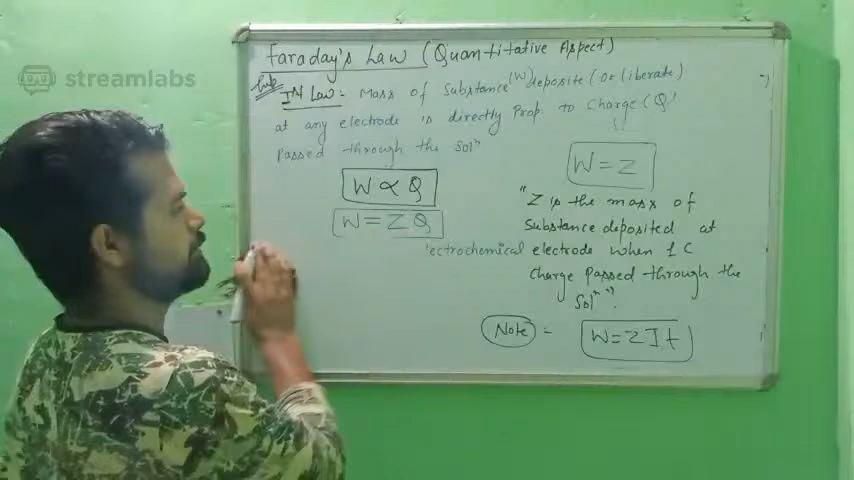 streamlabs
Faraday's Law (Quantitative Aspect)
Ist Law - Mass of Substance (W) deposite (or liberate)
at any electrode is directly Prop. to Charge (Q)
Passed through the Solⁿ
W ∝ Q
W = ZQ
W = Z
"Z is the mass of
Substance deposited at
electrochemical electrode when 1 C
Charge Passed through the
Solⁿ".
Note = W = ZIt